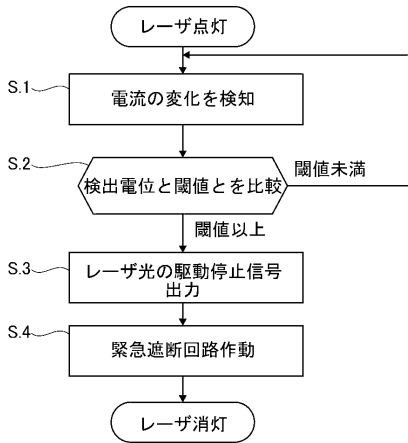 レーザ点灯
S.1
電流の変化を検知
S.2
検出電位と閾値とを比較
閾値未満
閾値以上
S.3
レーザ光の駆動停止信号
出力
S.4
緊急遮断回路作動
レーザ消灯